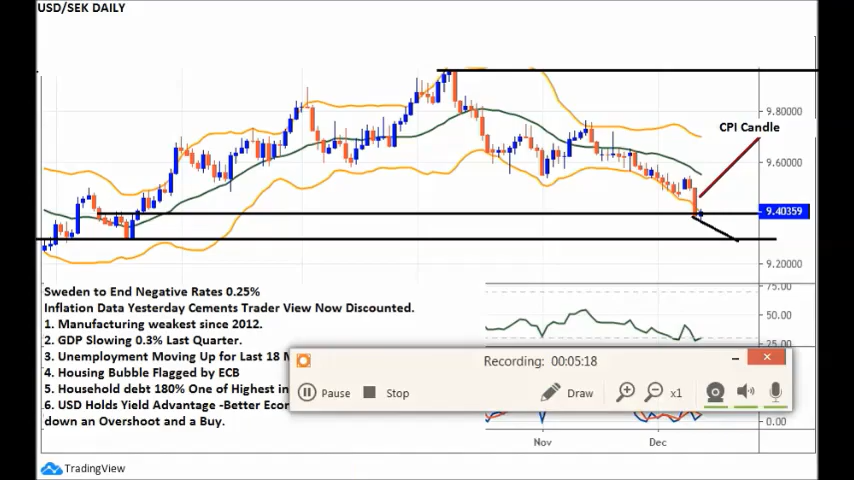 USD/SEK DAILY
9.80000
CPI Candle
9.60000
9.40359
9.20000
Sweden to End Negative Rates 0.25%
75.00
Inflation Data Yesterday Cements Trader View Now Discounted.
1. Manufacturing weakest since 2012.
50.00
2. GDP Slowing 0.3% Last Quarter.
25.00
3. Unemployment Moving Up for Last 18 M
Recording: 00:05:18
4. Housing Bubble Flagged by ECB
5. Household debt 180% One of Highest in
Pause
Stop
Draw
x1
6. USD Holds Yield Advantage -Better Econ
0.00
down an Overshoot and a Buy.
Nov
Dec
TradingView